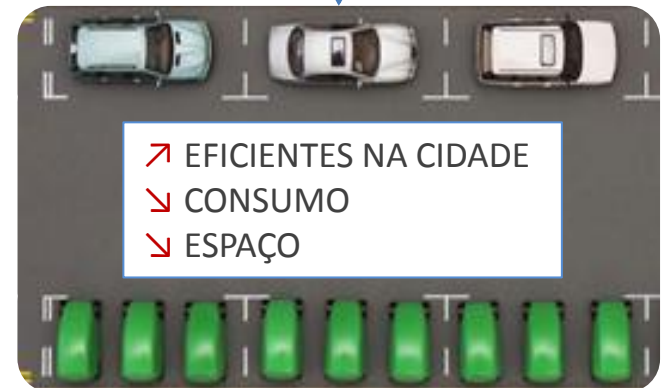 ↗ EFICIENTES NA CIDADE
↘ CONSUMO
↘ ESPAÇO